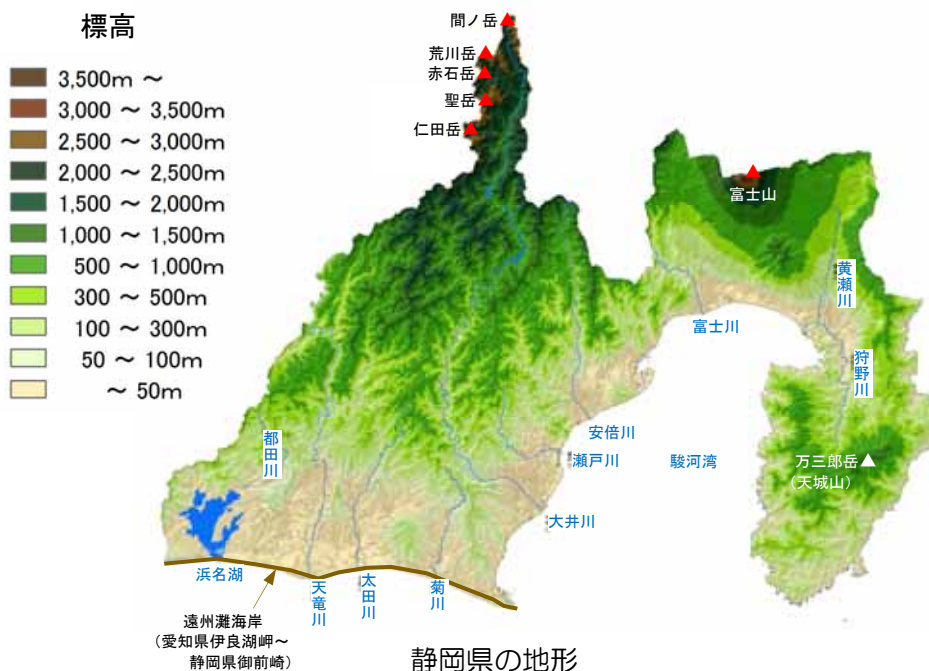 標高
3,500m ～
3,000 ～ 3,500m
2,500 ～ 3,000m
2,000 ～ 2,500m
1,500 ～ 2,000m
1,000 ～ 1,500m
500 ～ 1,000m
300 ～ 500m
100 ～ 300m
50 ～ 100m
～ 50m
間ノ岳
荒川岳
赤石岳
聖岳
仁田岳
富士山
黄瀬川
富士川
狩野川
安倍川
都田川
瀬戸川
駿河湾
万三郎岳
（天城山）
大井川
浜名湖
天竜川
太田川
菊川
遠州灘海岸
（愛知県伊良湖岬～
静岡県御前崎）
静岡県の地形